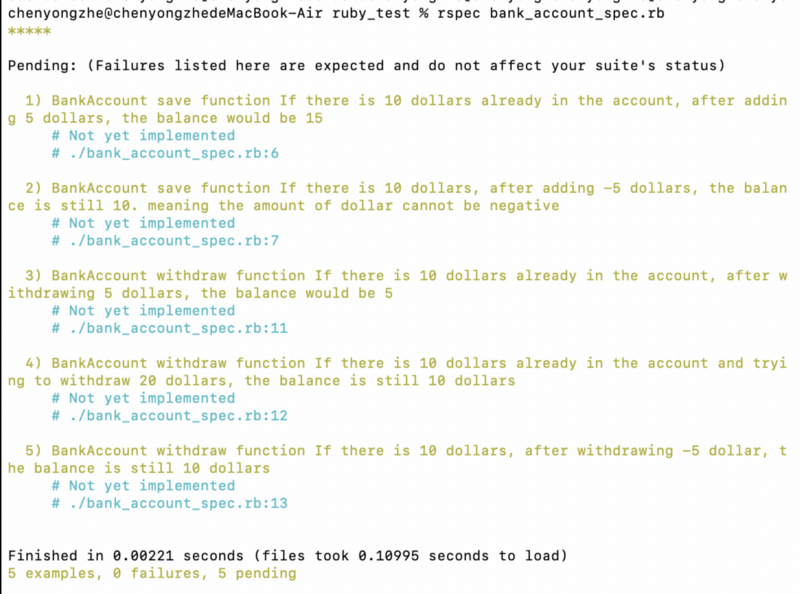 chenyongzhe@chenyongzhedeMacBook-Air ruby_test % rspec bank_account_spec.rb
*****
Pending: (Failures listed here are expected and do not affect your suite's status)
1) BankAccount save function If there is 10 dollars already in the account, after addin
g 5 dollars, the balance would be 15
# Not yet implemented
# ./bank_account_spec.rb:6
2) BankAccount save function If there is 10 dollars, after adding -5 dollars, the balan
ce is still 10. meaning the amount of dollar cannot be negative
# Not yet implemented
# ./bank_account_spec.rb:7
3) BankAccount withdraw function If there is 10 dollars already in the account, after w
ithdrawing 5 dollars, the balance would be 5
# Not yet implemented
# ./bank_account_spec.rb:11
4) BankAccount withdraw function If there is 10 dollars already in the account and tryi
ng to withdraw 20 dollars, the balance is still 10 dollars
# Not yet implemented
# ./bank_account_spec.rb:12
5) BankAccount withdraw function If there is 10 dollars, after withdrawing -5 dollar, t
he balance is still 10 dollars
# Not yet implemented
# ./bank_account_spec.rb:13
Finished in 0.00221 seconds (files took 0.10995 seconds to load)
5 examples, 0 failures, 5 pending